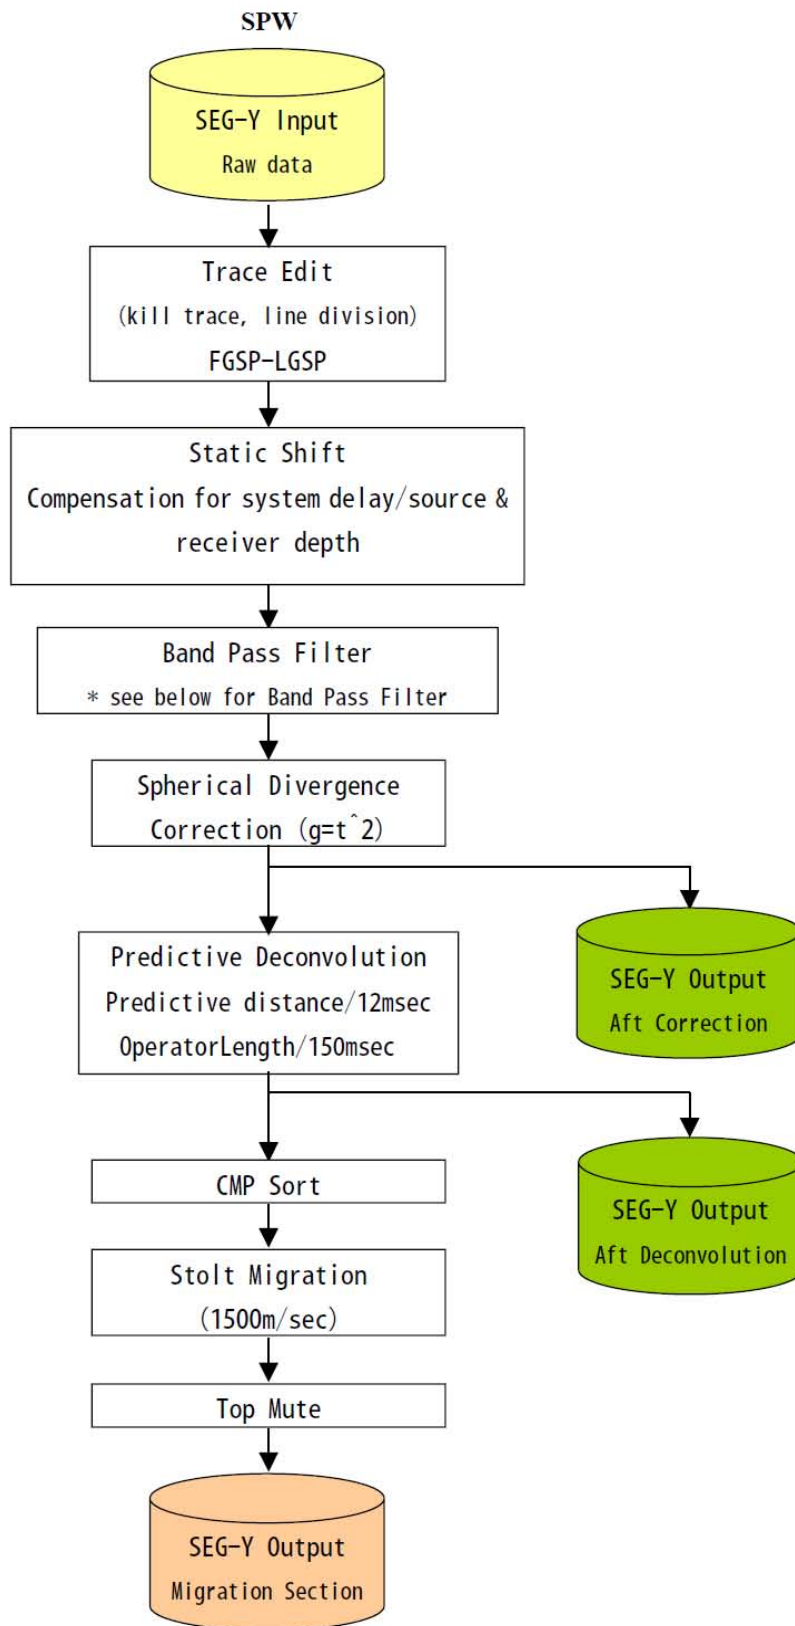 SPW
SEG-Y Input
Raw data
Trace Edit
(kill trace, line division)
FGSP-LGSP
Static Shift
Compensation for system delay/source &
receiver depth
Band Pass Filter
* see below for Band Pass Filter
Spherical Divergence
Correction (g=t^2)
Predictive Deconvolution
Predictive distance/12msec
OperatorLength/150msec
SEG-Y Output
Aft Correction
CMP Sort
SEG-Y Output
Aft Deconvolution
Stolt Migration
(1500m/sec)
Top Mute
SEG-Y Output
Migration Section